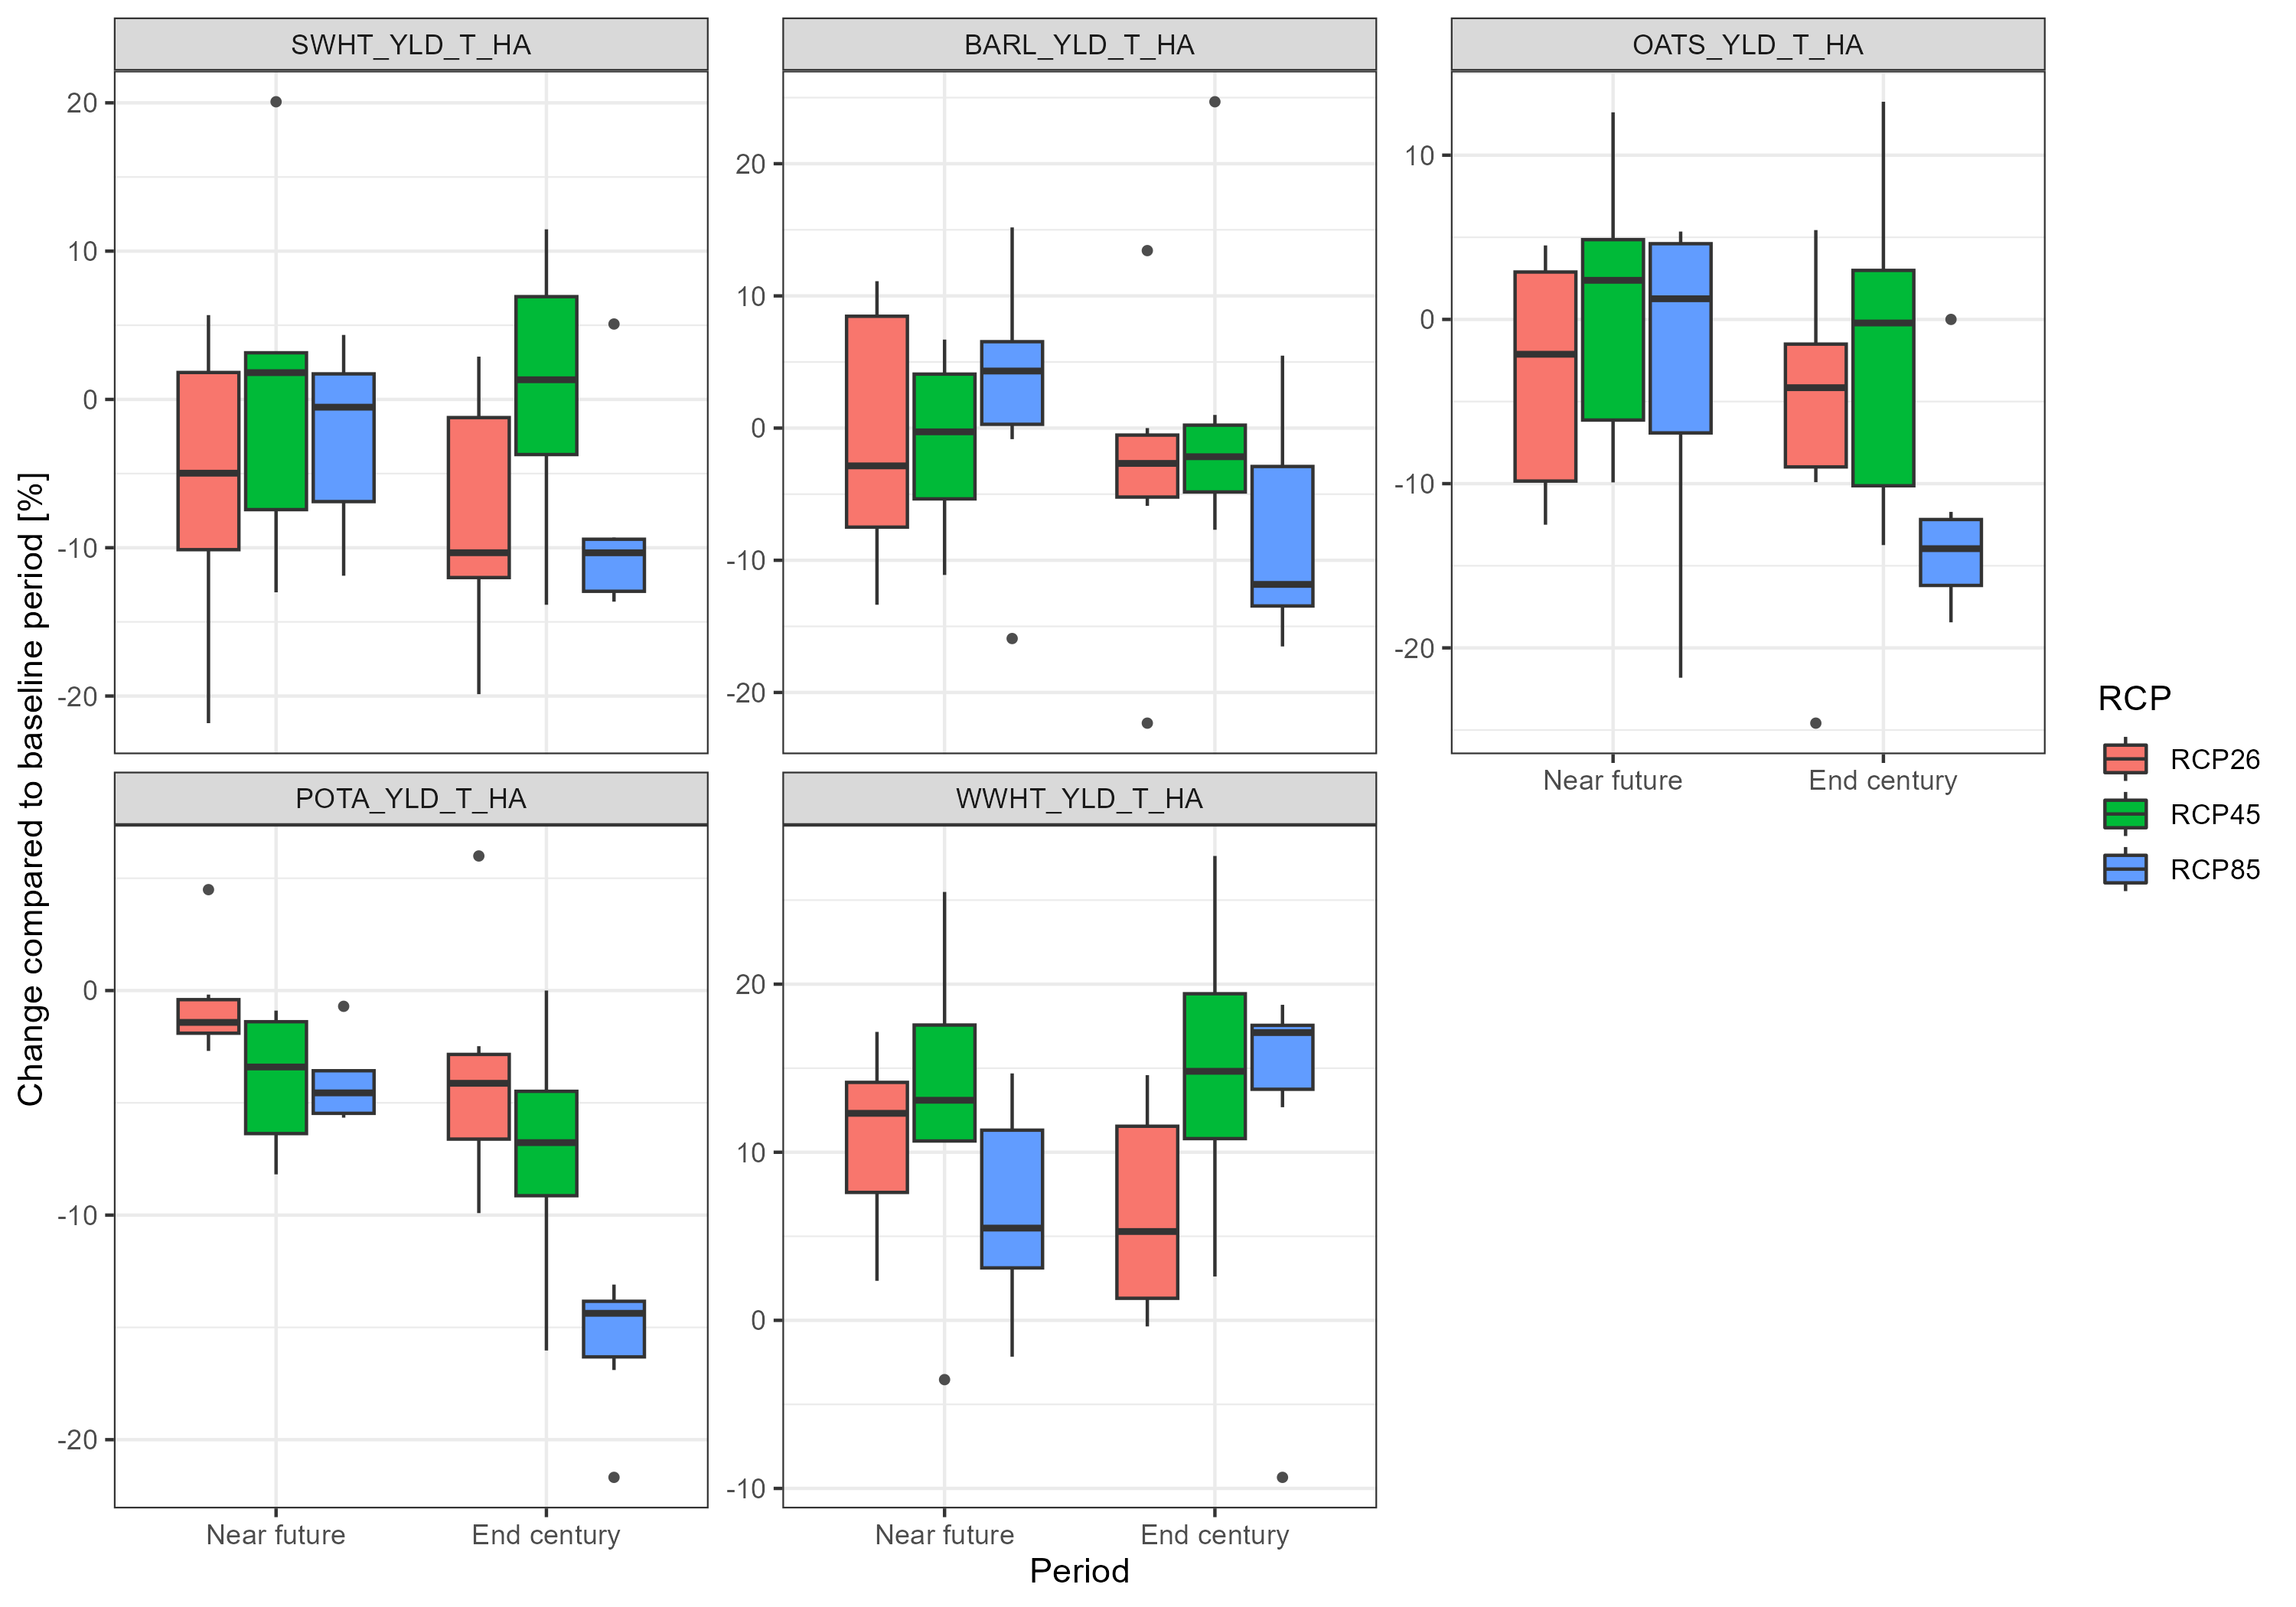 SWHT_YLD_T_HA
BARL_YLD_T_HA
OATS_YLD_T_HA
20
10
0
-10
-20
20
10
0
-10
-20
10
0
-10
-20
Near future
End century
POTA_YLD_T_HA
WWHT_YLD_T_HA
0
-10
-20
20
10
0
-10
Near future
End century
Near future
End century
Period
Change compared to baseline period [%]
RCP
RCP26
RCP45
RCP85